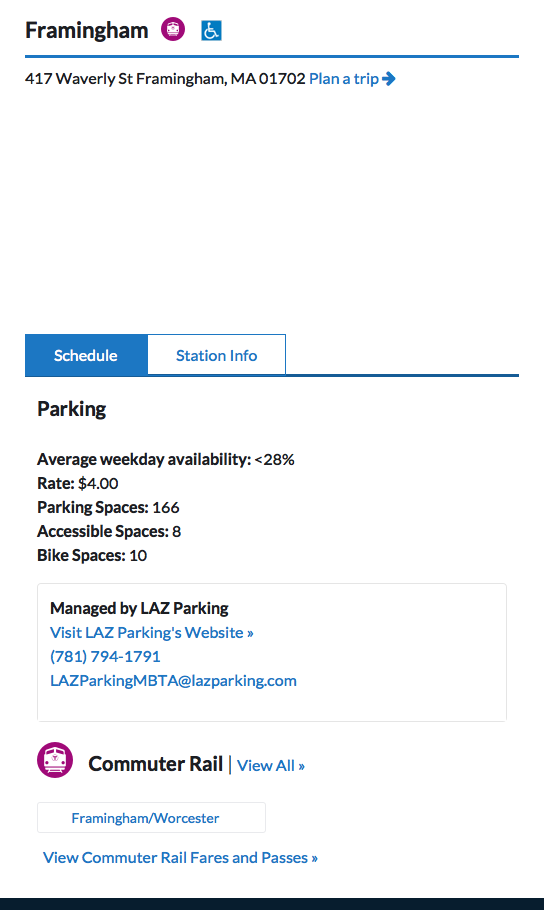 Framingham
417 Waverly St Framingham, MA 01702 Plan a trip
Schedule Station Info
Parking
Average weekday availability: <28%
Rate: $4.00
Parking Spaces: 166
Accessible Spaces: 8
Bike Spaces: 10
Managed by LAZ Parking
Visit LAZ Parking's Website »
(781) 794-1791
LAZParkingMBTA@lazparking.com
Commuter Rail | View All »
Framingham/Worcester
View Commuter Rail Fares and Passes »